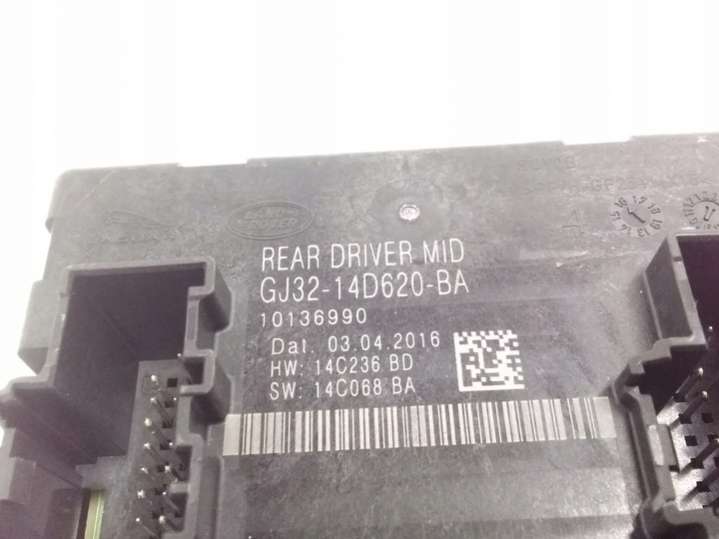 REAR DRIVER MID
GJ32-14D620-BA
10136990
Dat. 03.04.2016
HW: 14C236 BD
SW: 14C068 BA